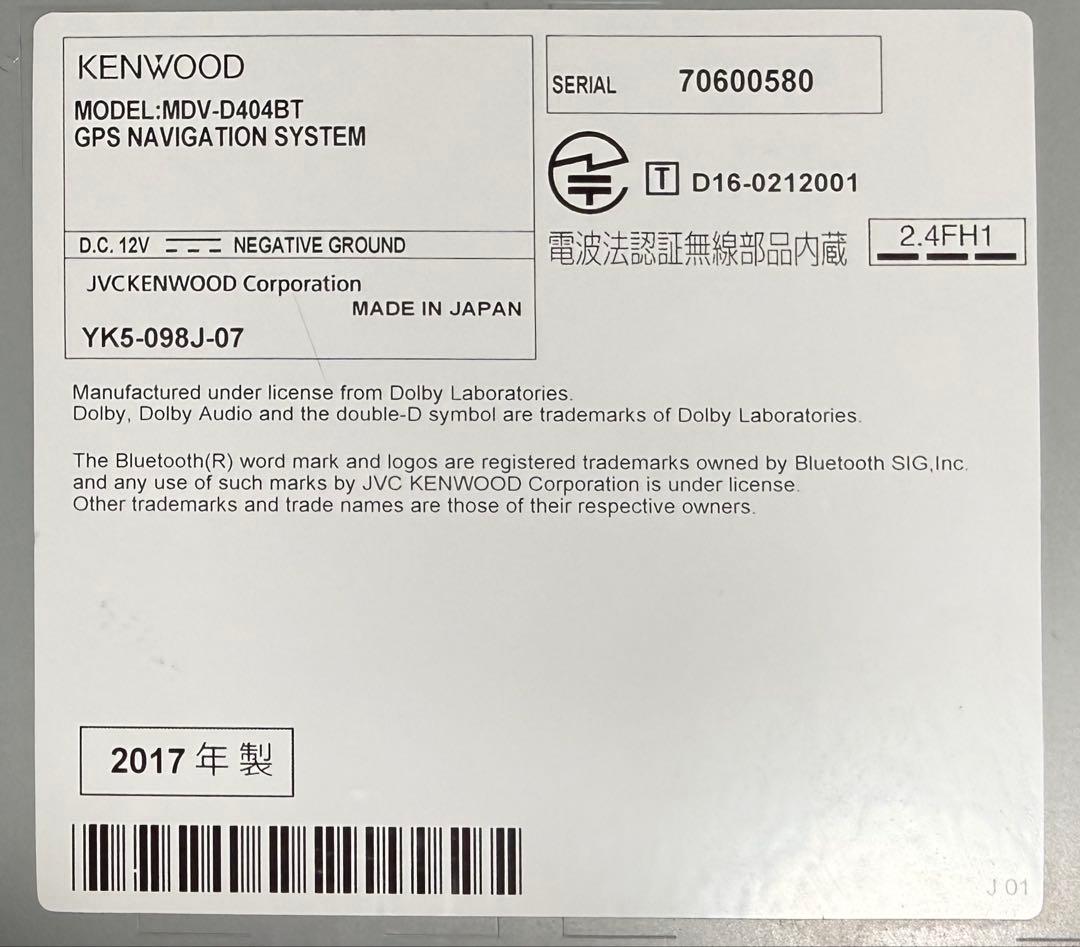 KENWOOD
MODEL:MDV-D404BT
GPS NAVIGATION SYSTEM
D.C. 12V NEGATIVE GROUND
JVCKENWOOD Corporation
MADE IN JAPAN
YK5-098J-07
SERIAL 70600580
T D16-0212001
電波法認証無線部品内蔵 2.4FH1
Manufactured under license from Dolby Laboratories.
Dolby, Dolby Audio and the double-D symbol are trademarks of Dolby Laboratories.
The Bluetooth(R) word mark and logos are registered trademarks owned by Bluetooth SIG,Inc.
and any use of such marks by JVC KENWOOD Corporation is under license.
Other trademarks and trade names are those of their respective owners.
2017 年 製
J 01